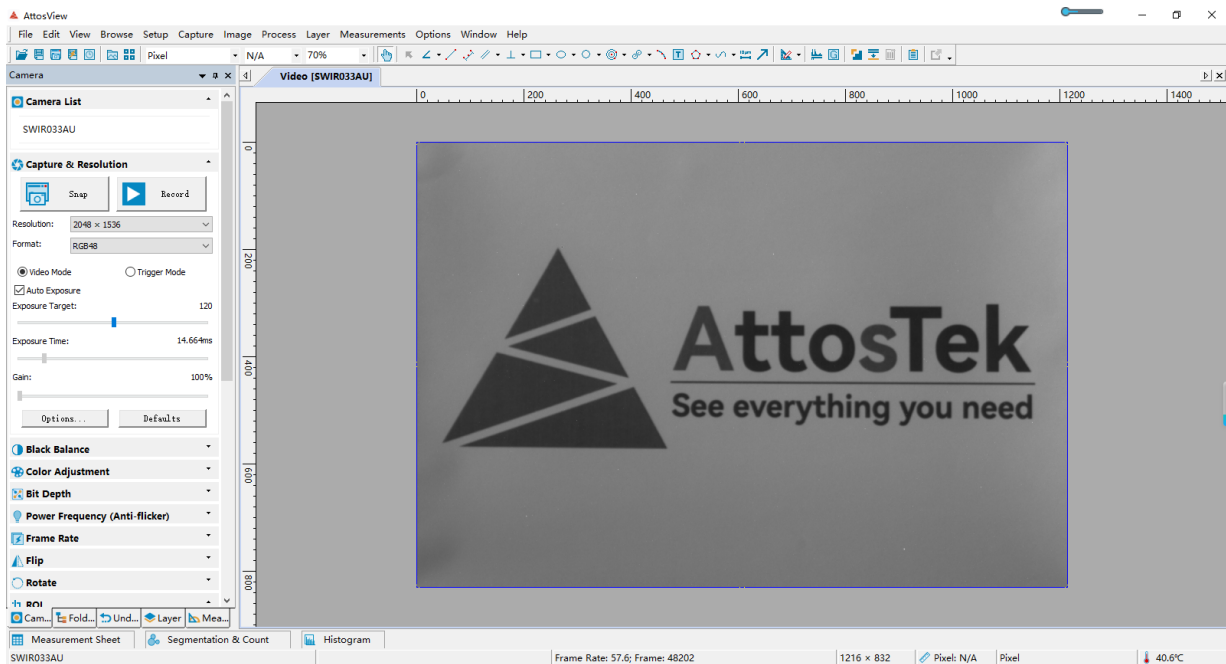 AttosView
File Edit View Browse Setup Capture Image Process Layer Measurements Options Window Help
Pixel N/A 70%
Camera
Video [SWIR033AU]
0 200 400 600 800 1000 1200 1400
0
200
400
600
800
Camera List
SWIR033AU
Capture & Resolution
Snap Record
Resolution: 2048 × 1536
Format: RGB48
Video Mode Trigger Mode
Auto Exposure
Exposure Target: 120
Exposure Time: 14.664ms
Gain: 100%
Options... Defaults
Black Balance
Color Adjustment
Bit Depth
Power Frequency (Anti-flicker)
Frame Rate
Flip
Rotate
ROI
Cam... Fold... Und... Layer Mea...
AttosTek
See everything you need
Measurement Sheet Segmentation & Count Histogram
SWIR033AU Frame Rate: 57.6; Frame: 48202 1216 × 832 Pixel: N/A Pixel 40.6℃